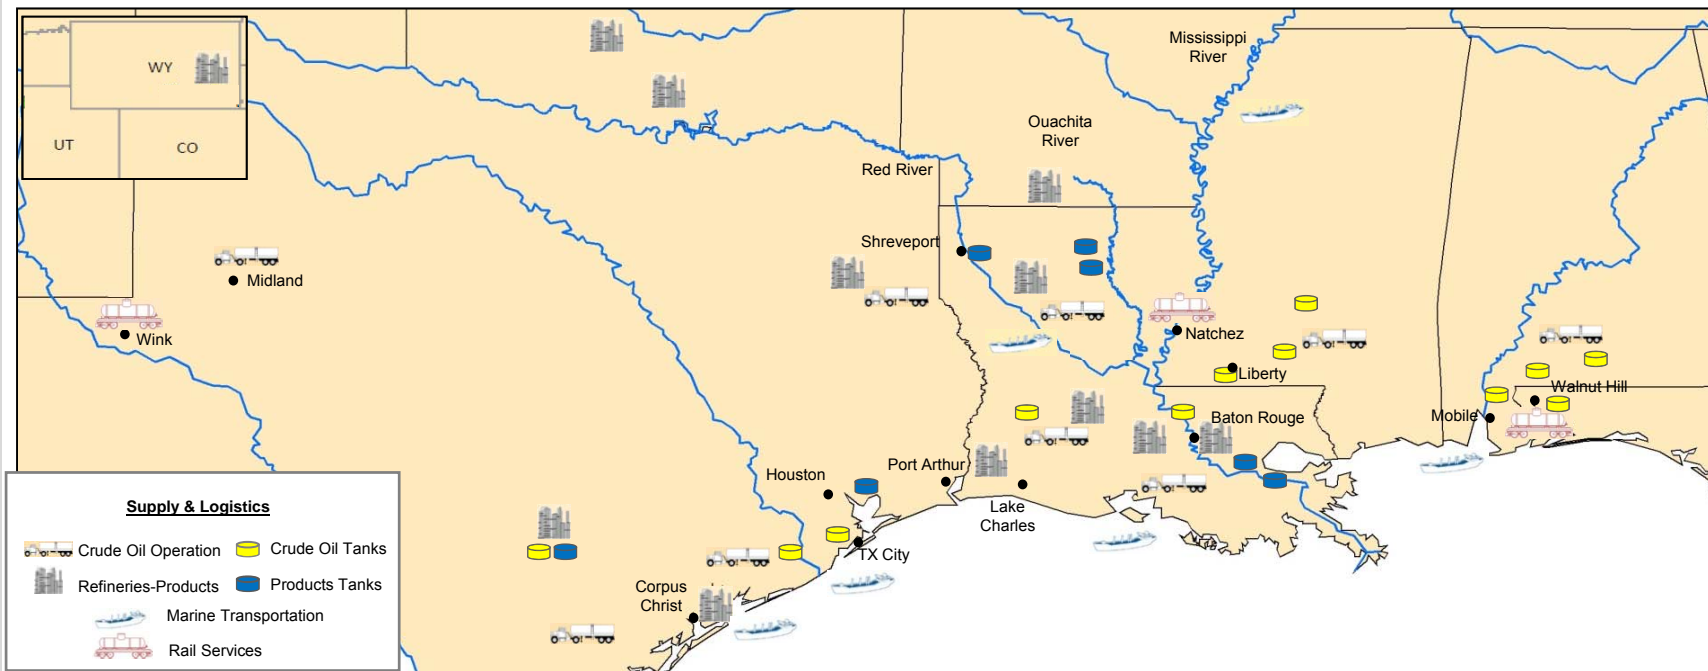 WY
UT
CO
Mississippi
River
Ouachita
River
Red River
Shreveport
Midland
Wink
Natchez
Liberty
Walnut Hill
Mobile
Baton Rouge
Houston
Port Arthur
Lake
Charles
TX City
Corpus
Christ
Supply & Logistics
Crude Oil Operation
Crude Oil Tanks
Refineries-Products
Products Tanks
Marine Transportation
Rail Services